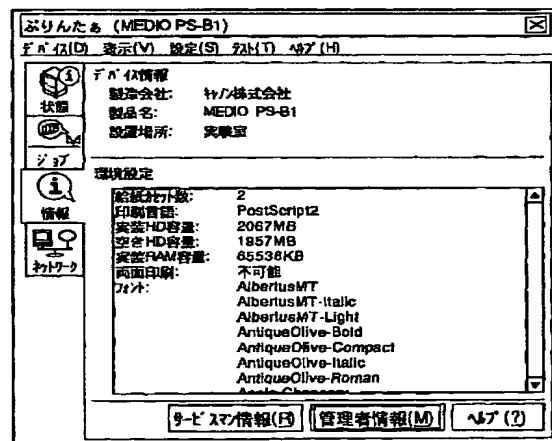 ぷりんたぁ (MEDIO PS-B1)
ﾃﾞﾊﾞｲｽ(D) 表示(V) 設定(S) ﾃｽﾄ(T) ﾍﾙﾌﾟ(H)
状態
ジョブ
情報
ﾈｯﾄﾜｰｸ
ﾃﾞﾊﾞｲｽ情報
製造会社: ｷｬﾉﾝ株式会社
製品名: MEDIO PS-B1
設置場所: 実験室
環境設定
給紙ｶｾｯﾄ数: 2
印刷言語: PostScript2
実装HD容量: 2067MB
空きHD容量: 1957MB
実装RAM容量: 65536KB
両面印刷: 不可能
ﾌｫﾝﾄ: AlbertusMT
AlbertusMT-Italic
AlbertusMT-Light
AntiqueOlive-Bold
AntiqueOlive-Compact
AntiqueOlive-Italic
AntiqueOlive-Roman
ｻｰﾋﾞｽﾏﾝ情報(R) 管理者情報(M) ﾍﾙﾌﾟ(?)